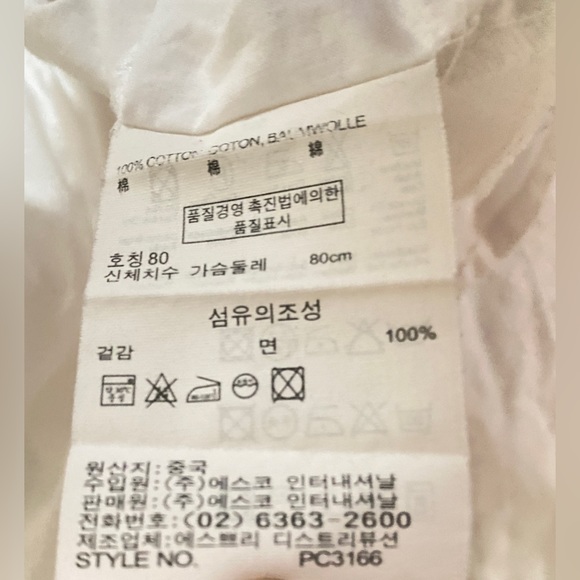 100% COTTON, COTON, BAUMWOLLE
棉 棉 綿
품질경영 촉진법에의한
품질표시
호칭 80
신체치수 가슴둘레 80cm
섬유의조성
겉감 면 100%
원산지: 중국
수입원: (주)에스코 인터내셔날
판매원: (주)에스코 인터내셔날
전화번호: (02) 6363-2600
제조업체: 에스쁘리 디스트리뷰션
STYLE NO. PC3166